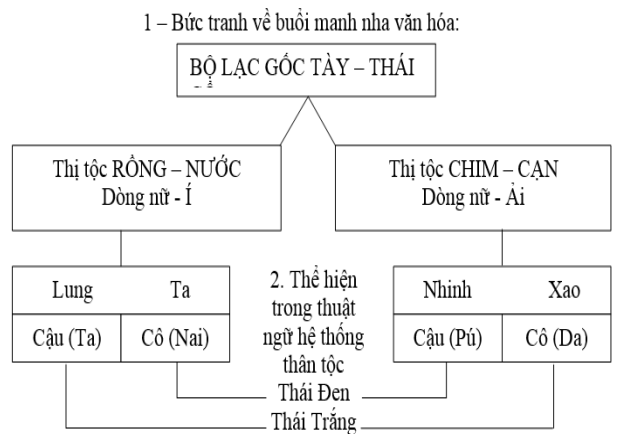 1 – Bức tranh về buổi manh nha văn hóa:
BỘ LẠC GỐC TÀY – THÁI
Thị tộc RỒNG – NƯỚC
Dòng nữ - Í
Thị tộc CHIM – CẠN
Dòng nữ - Ải
Lung Ta
Cậu (Ta) Cô (Nai)
2. Thể hiện
trong thuật
ngữ hệ thống
thân tộc
Nhinh Xao
Cậu (Pú) Cô (Da)
Thái Đen
Thái Trắng